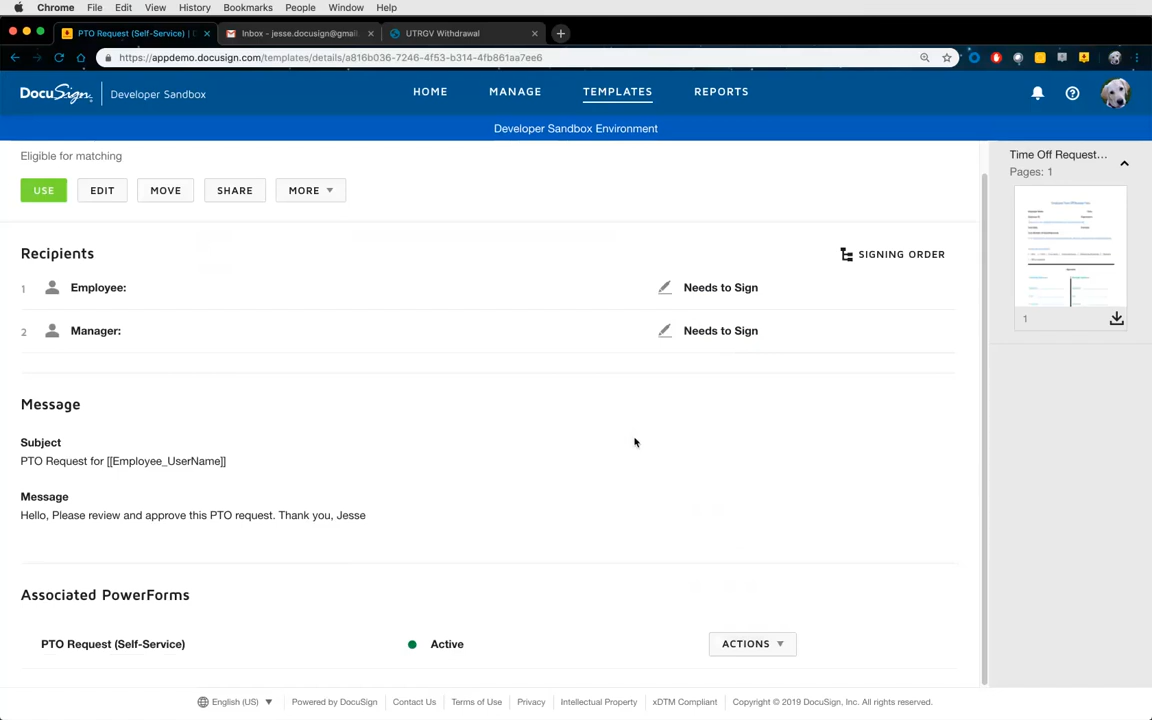 Chrome File Edit View History Bookmarks People Window Help
PTO Request (Self-Service) | D
Inbox - jesse.docusign@gmai
UTRGV Withdrawal
https://appdemo.docusign.com/templates/details/a816b036-7246-4f53-b314-4fb861aa7ee6
DocuSign Developer Sandbox
HOME MANAGE TEMPLATES REPORTS
Developer Sandbox Environment
Eligible for matching
USE EDIT MOVE SHARE MORE
Time Off Request...
Pages: 1
1
Recipients
SIGNING ORDER
1 Employee: Needs to Sign
2 Manager: Needs to Sign
Message
Subject
PTO Request for [[Employee_UserName]]
Message
Hello, Please review and approve this PTO request. Thank you, Jesse
Associated PowerForms
PTO Request (Self-Service) Active ACTIONS
English (US) Powered by DocuSign Contact Us Terms of Use Privacy Intellectual Property xDTM Compliant Copyright © 2019 DocuSign, Inc. All rights reserved.